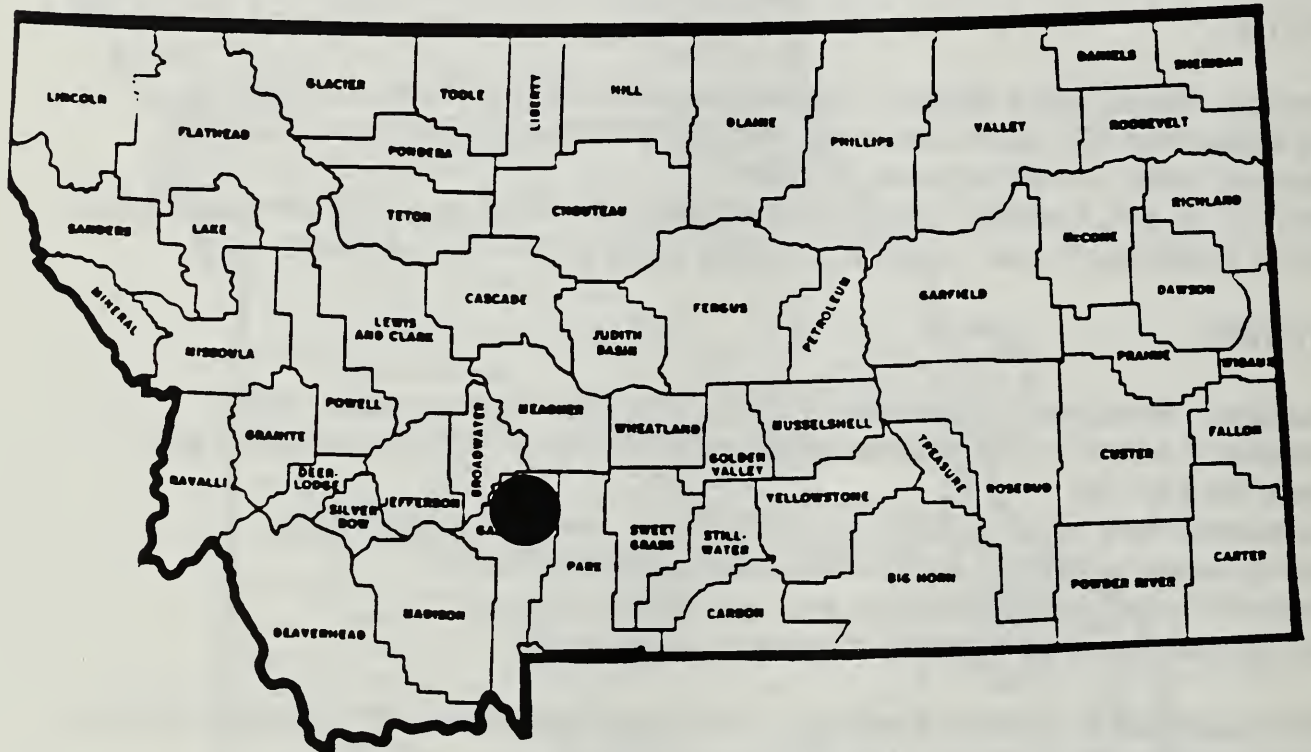 DANIELS
SHERIDAN
GLACIER
TOOLE
LIBERTY
HILL
LINCOLN
BLAINE
VALLEY
ROOSEVELT
FLATHEAD
PONDERA
PHILLIPS
TETON
CHOUTEAU
RICHLAND
SANDERS
LAKE
McCONE
MINERAL
CASCADE
FERGUS
PETROLEUM
GARFIELD
DAWSON
LEWIS
AND CLARK
JUDITH
BASIN
MISSOULA
PRAIRIE
WIBAUX
POWELL
MEAGHER
GRANITE
BROADWATER
WHEATLAND
MUSSELSHELL
FALLON
GOLDEN
VALLEY
TREASURE
CUSTER
DEER-
LODGE
RAVALLI
JEFFERSON
YELLOWSTONE
ROSEBUD
SILVER
BOW
GA
SWEET
GRASS
STILL-
WATER
PARK
BIG HORN
CARTER
POWDER RIVER
MADISON
CARBON
BEAVERHEAD